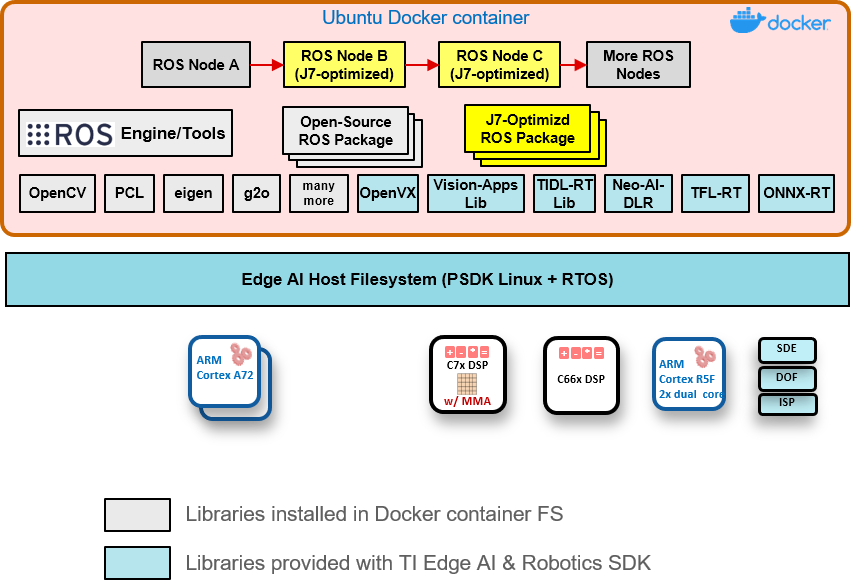 Ubuntu Docker container
docker
ROS Node A
ROS Node B
(J7-optimized)
ROS Node C
(J7-optimized)
More ROS
Nodes
ROS Engine/Tools
Open-Source
ROS Package
J7-Optimizd
ROS Package
OpenCV
PCL
eigen
g2o
many
more
OpenVX
Vision-Apps
Lib
TIDL-RT
Lib
Neo-AI-
DLR
TFL-RT
ONNX-RT
Edge AI Host Filesystem (PSDK Linux + RTOS)
ARM
Cortex A72
+ - * =
C7x DSP
w/ MMA
+ - * =
C66x DSP
ARM
Cortex R5F
2x dual core
SDE
DOF
ISP
Libraries installed in Docker container FS
Libraries provided with TI Edge AI & Robotics SDK